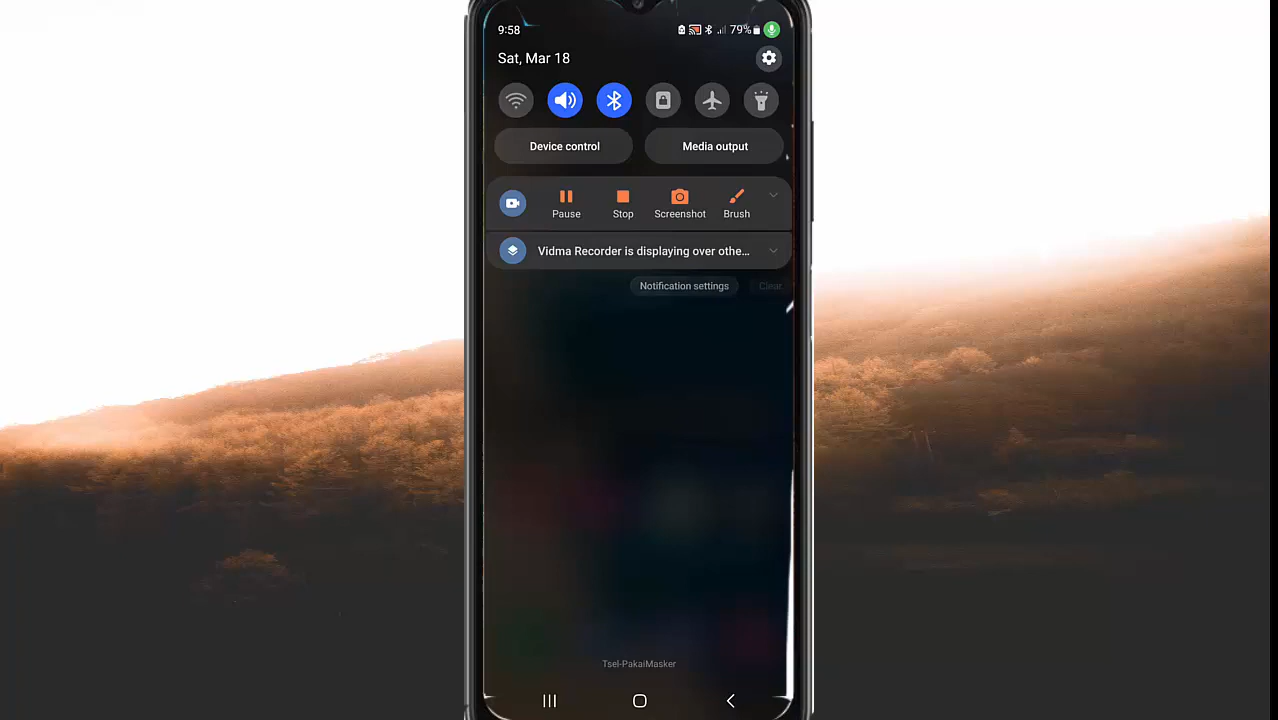 9:58 79%
Sat, Mar 18
Device control Media output
Pause Stop Screenshot Brush
Vidma Recorder is displaying over othe...
Notification settings Clear
Tsel-PakaiMasker